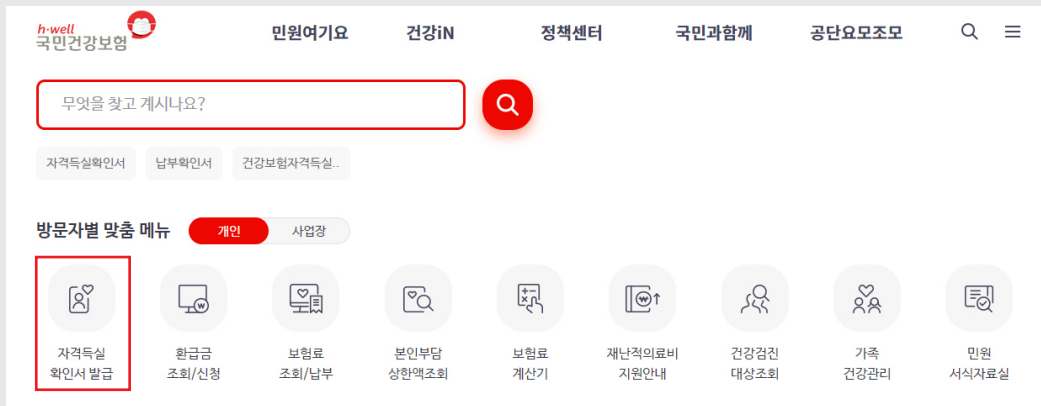 h·well
국민건강보험
민원여기요 건강iN 정책센터 국민과함께 공단요모조모
무엇을 찾고 계시나요?
자격득실확인서 납부확인서 건강보험자격득실..
방문자별 맞춤 메뉴 개인 사업장
자격득실
확인서 발급
환급금
조회/신청
보험료
조회/납부
본인부담
상한액조회
보험료
계산기
재난적의료비
지원안내
건강검진
대상조회
가족
건강관리
민원
서식자료실